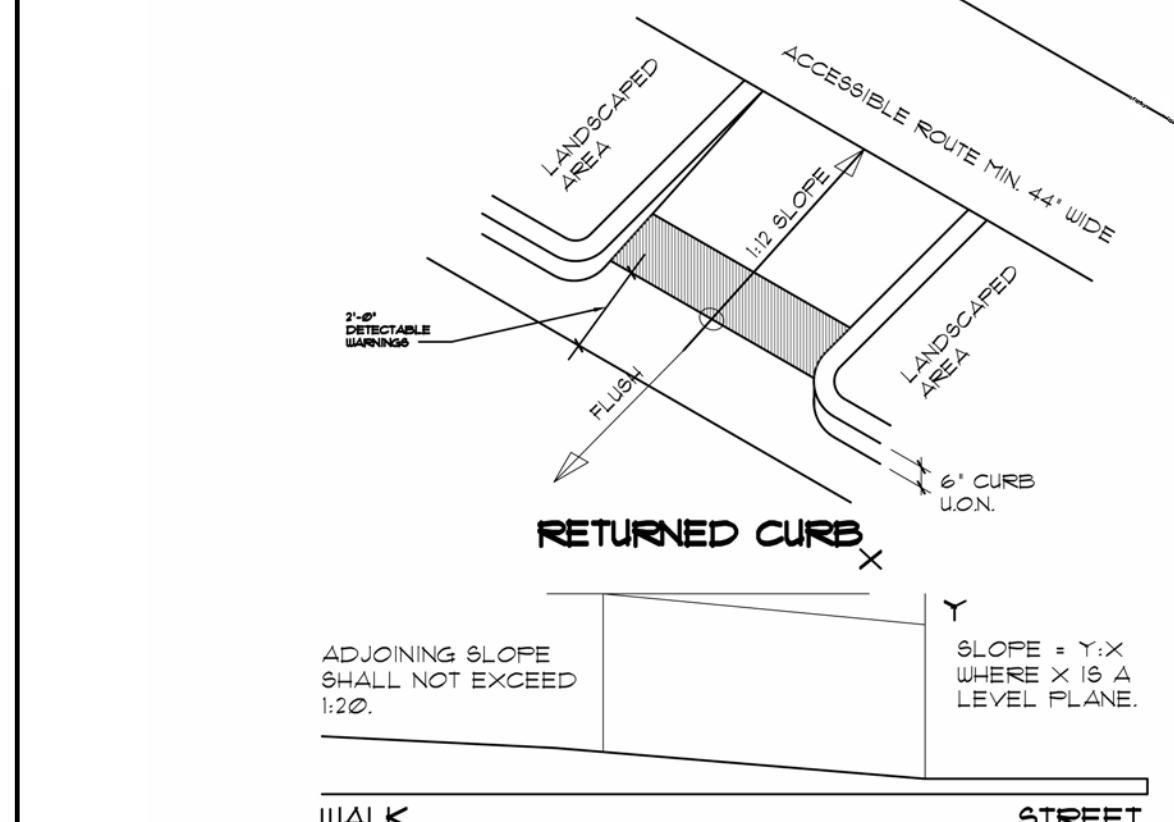 ACCESSIBLE ROUTE MIN. 44" WIDE
LANDSCAPED
AREA
1:12 SLOPE
LANDSCAPED
AREA
2'-0"
DETECTABLE
WARNINGS
FLUSH
6" CURB
U.O.N.
RETURNED CURB
X
Y
ADJOINING SLOPE
SHALL NOT EXCEED
1:20.
SLOPE = Y:X
WHERE X IS A
LEVEL PLANE.
WALK
STREET